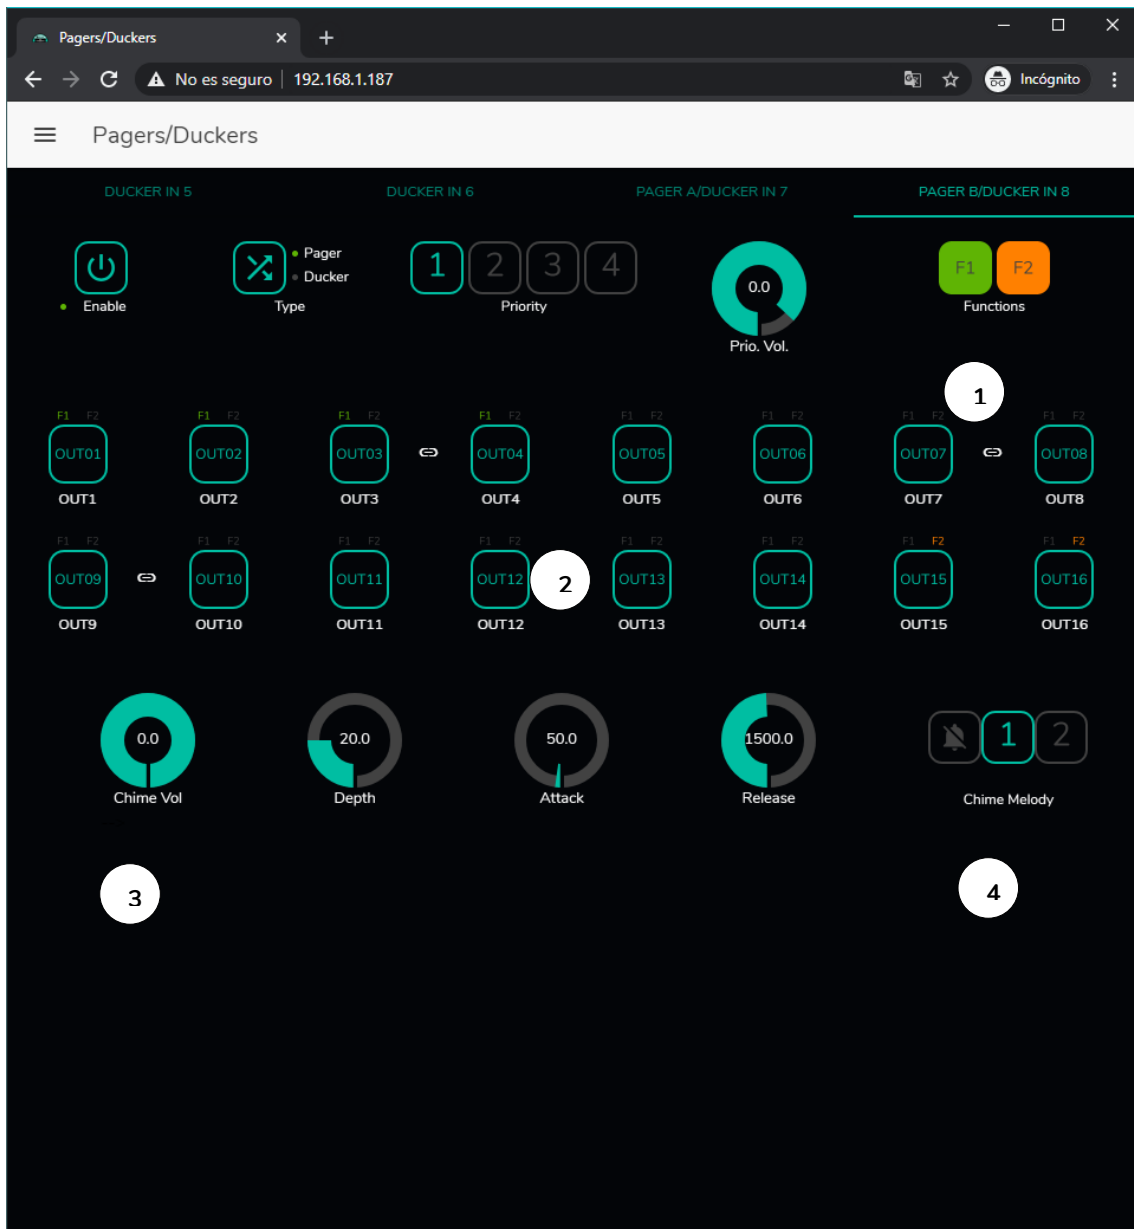 Pagers/Duckers
No es seguro 192.168.1.187 Incógnito
Pagers/Duckers
DUCKER IN 5 DUCKER IN 6 PAGER A/DUCKER IN 7 PAGER B/DUCKER IN 8
Pager
Ducker
1 2 3 4
0.0
F1 F2
Enable Type Priority Functions
Prio. Vol.
1
F1 F2 F1 F2 F1 F2 F1 F2 F1 F2 F1 F2 F1 F2 F1 F2
OUT01 OUT02 OUT03 OUT04 OUT05 OUT06 OUT07 OUT08
OUT1 OUT2 OUT3 OUT4 OUT5 OUT6 OUT7 OUT8
F1 F2 F1 F2 F1 F2 F1 F2 F1 F2 F1 F2 F1 F2 F1 F2
OUT09 OUT10 OUT11 OUT12 2 OUT13 OUT14 OUT15 OUT16
OUT9 OUT10 OUT11 OUT12 OUT13 OUT14 OUT15 OUT16
0.0 20.0 50.0 1500.0 1 2
Chime Vol Depth Attack Release Chime Melody
3 4